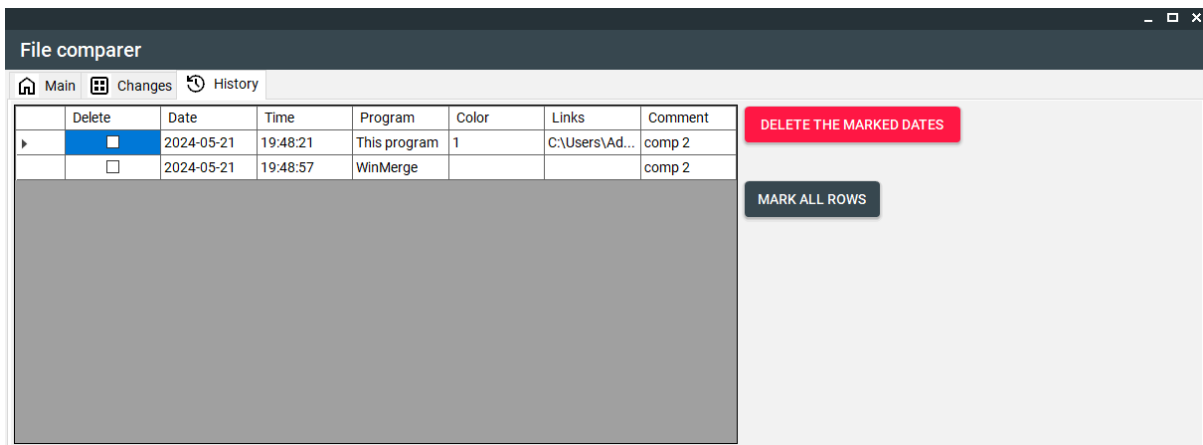 File comparer
Main Changes History
Delete Date Time Program Color Links Comment
2024-05-21 19:48:21 This program 1 C:\Users\Ad... comp 2
2024-05-21 19:48:57 WinMerge comp 2
DELETE THE MARKED DATES
MARK ALL ROWS